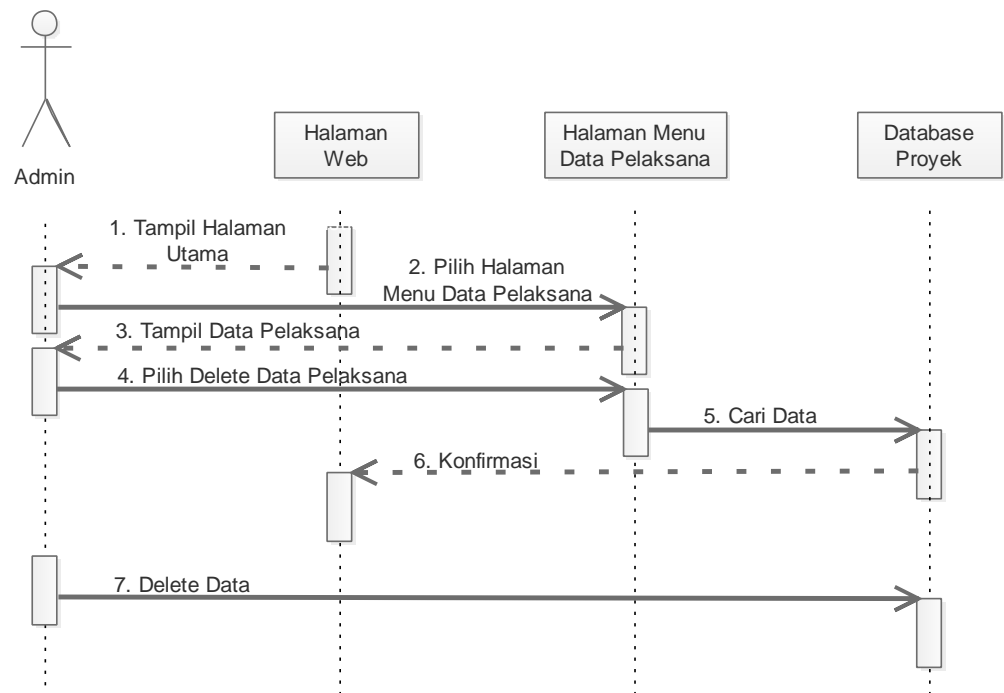 Admin
Halaman
Web
Halaman Menu
Data Pelaksana
Database
Proyek
1. Tampil Halaman
Utama
2. Pilih Halaman
Menu Data Pelaksana
3. Tampil Data Pelaksana
4. Pilih Delete Data Pelaksana
5. Cari Data
6. Konfirmasi
7. Delete Data